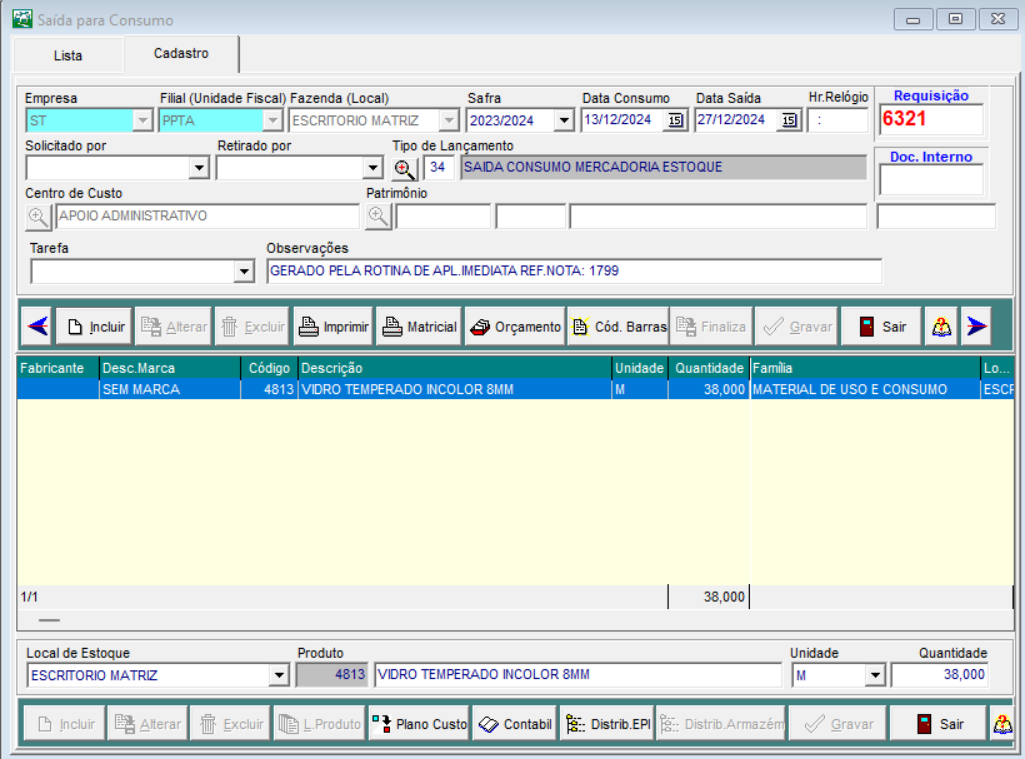 Saída para Consumo
Lista Cadastro
Empresa Filial (Unidade Fiscal) Fazenda (Local) Safra Data Consumo Data Saída Hr.Relógio Requisição
ST PPTA ESCRITORIO MATRIZ 2023/2024 13/12/2024 15 27/12/2024 15 : 6321
Solicitado por Retirado por Tipo de Lançamento Doc. Interno
34 SAIDA CONSUMO MERCADORIA ESTOQUE
Centro de Custo Patrimônio
APOIO ADMINISTRATIVO
Tarefa Observações
GERADO PELA ROTINA DE APL.IMEDIATA REF.NOTA: 1799
Incluir Alterar Excluir Imprimir Matricial Orçamento Cód. Barras Finaliza Gravar Sair
Fabricante Desc.Marca Código Descrição Unidade Quantidade Família Lo...
SEM MARCA 4813 VIDRO TEMPERADO INCOLOR 8MM M 38,000 MATERIAL DE USO E CONSUMO ESCR
1/1 38,000
Local de Estoque Produto Unidade Quantidade
ESCRITORIO MATRIZ 4813 VIDRO TEMPERADO INCOLOR 8MM M 38,000
Incluir Alterar Excluir L.Produto Plano Custo Contabil Distrib.EPI Distrib.Armazém Gravar Sair